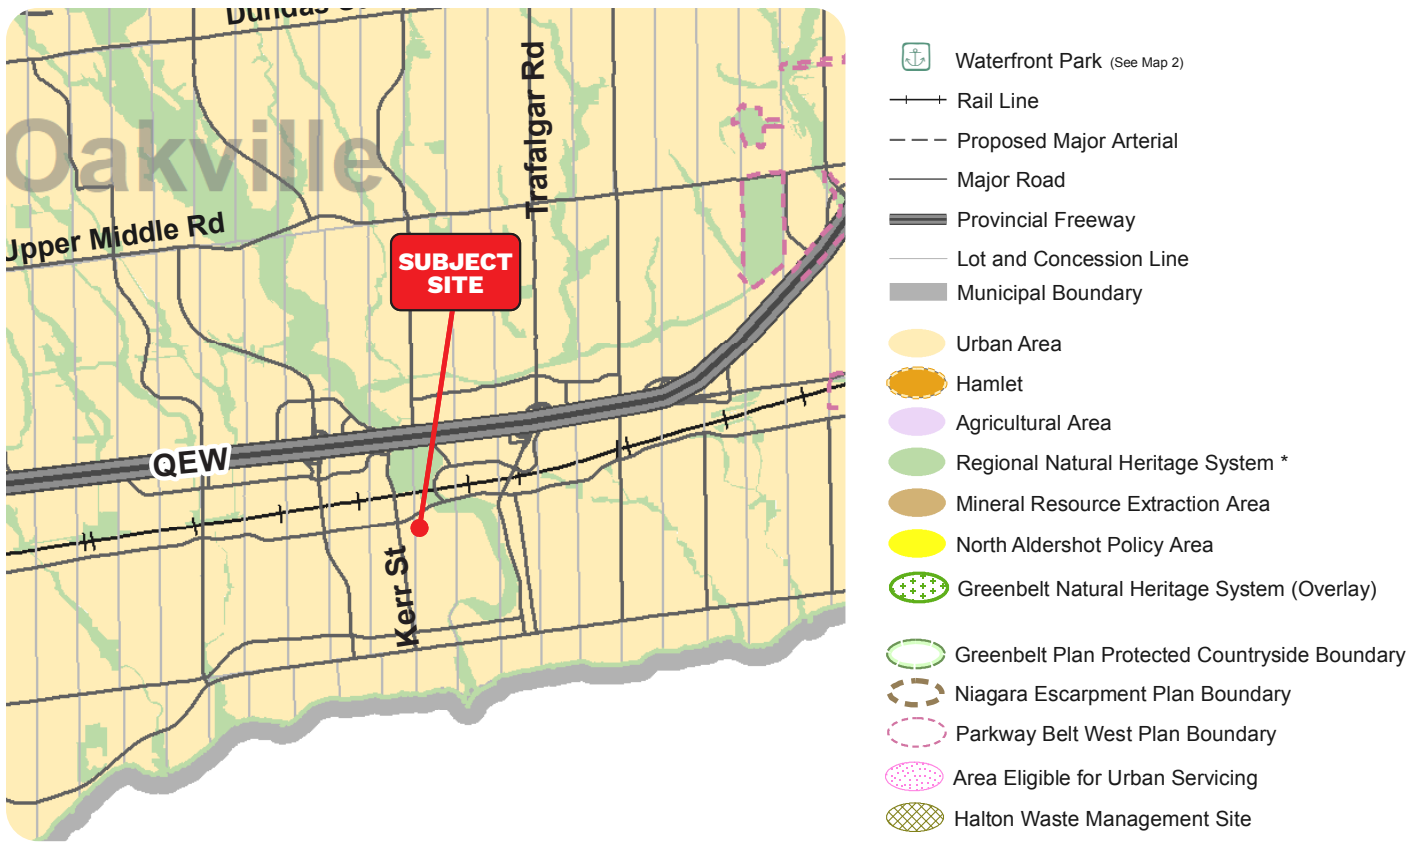 Dundas
Trafalgar Rd
Oakville
Upper Middle Rd
SUBJECT
SITE
QEW
Kerr St
Waterfront Park (See Map 2)
Rail Line
Proposed Major Arterial
Major Road
Provincial Freeway
Lot and Concession Line
Municipal Boundary
Urban Area
Hamlet
Agricultural Area
Regional Natural Heritage System *
Mineral Resource Extraction Area
North Aldershot Policy Area
Greenbelt Natural Heritage System (Overlay)
Greenbelt Plan Protected Countryside Boundary
Niagara Escarpment Plan Boundary
Parkway Belt West Plan Boundary
Area Eligible for Urban Servicing
Halton Waste Management Site